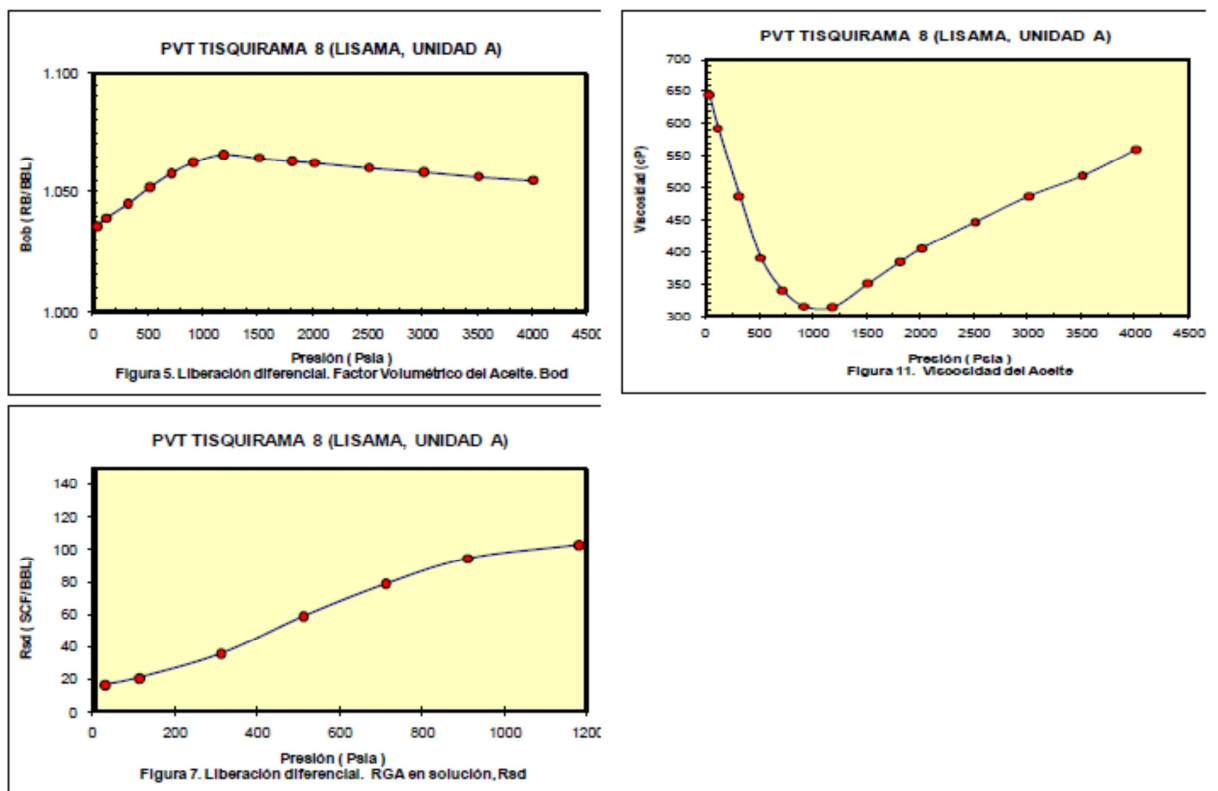 PVT TISQUIRAMA 8 (LISAMA, UNIDAD A)
Bob ( RB/BBL)
1.100
1.050
1.000
0 500 1000 1500 2000 2500 3000 3500 4000 4500
Presión ( Psia )
Figura 5. Liberación diferencial. Factor Volumétrico del Aceite. Bod
PVT TISQUIRAMA 8 (LISAMA, UNIDAD A)
Viscosidad (cP)
700
650
600
550
500
450
400
350
300
0 500 1000 1500 2000 2500 3000 3500 4000 4500
Presión ( Psia )
Figura 11. Viscosidad del Aceite
PVT TISQUIRAMA 8 (LISAMA, UNIDAD A)
Rsd ( SCF/BBL)
140
120
100
80
60
40
20
0
0 200 400 600 800 1000 1200
Presión ( Psia )
Figura 7. Liberación diferencial. RGA en solución, Rsd